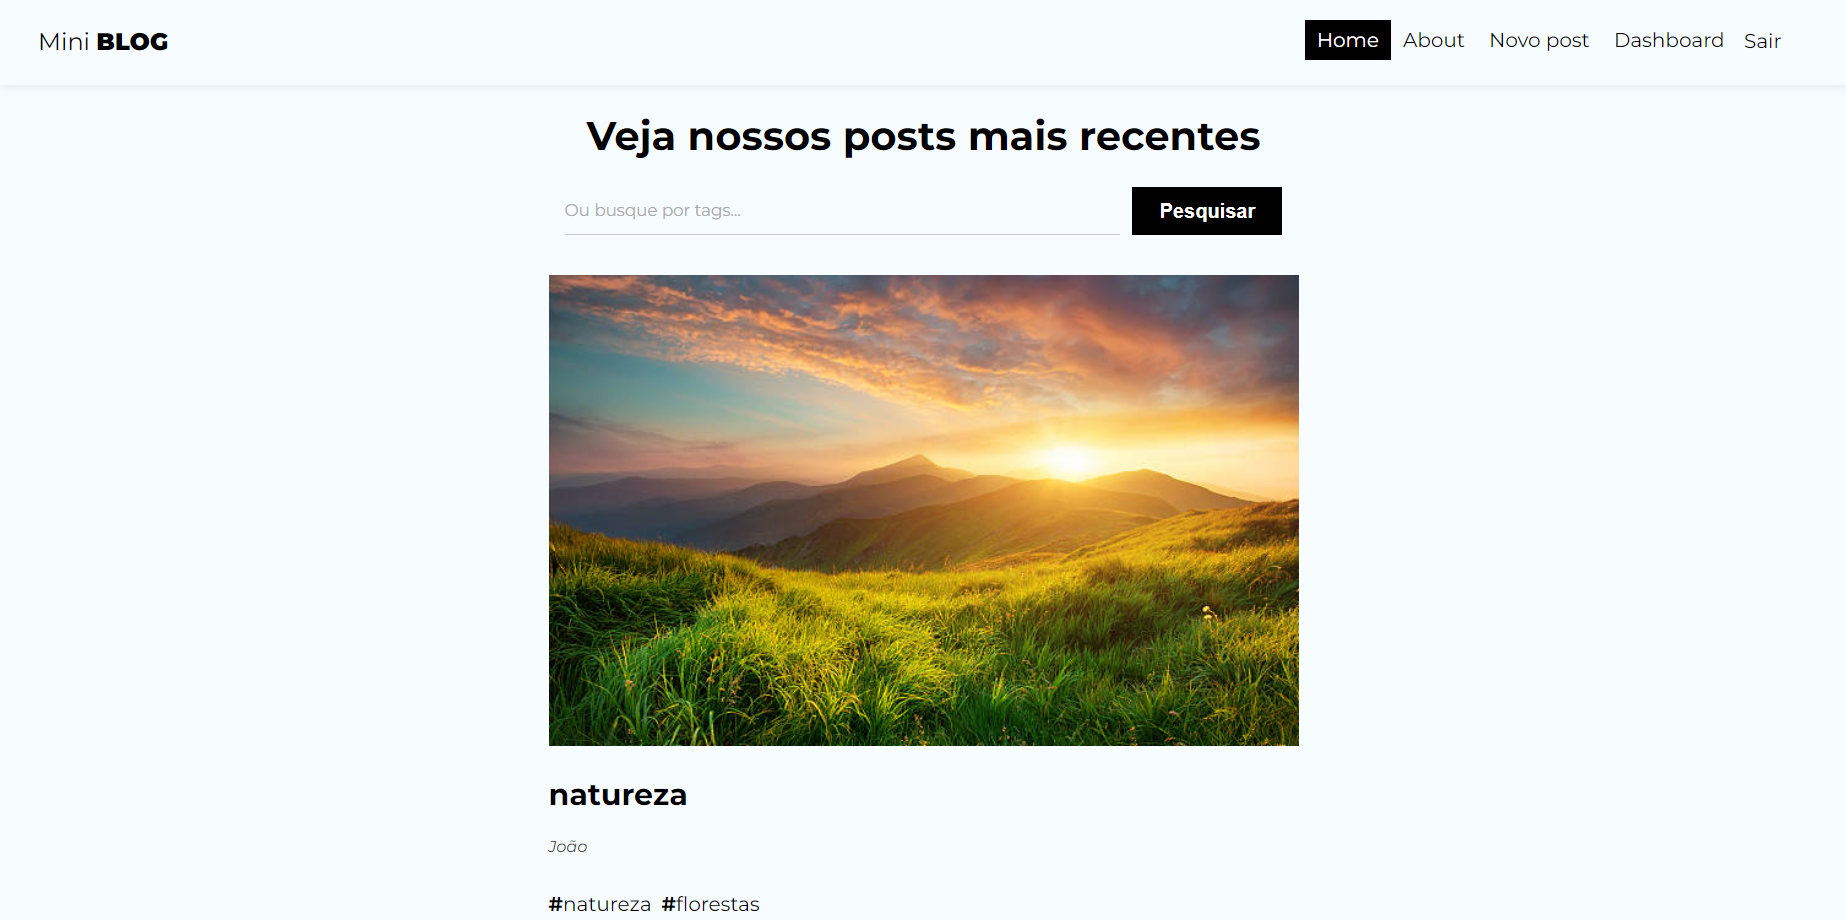 Mini BLOG
Home About Novo post Dashboard Sair
Veja nossos posts mais recentes
Ou busque por tags...
Pesquisar
natureza
João
#natureza #florestas